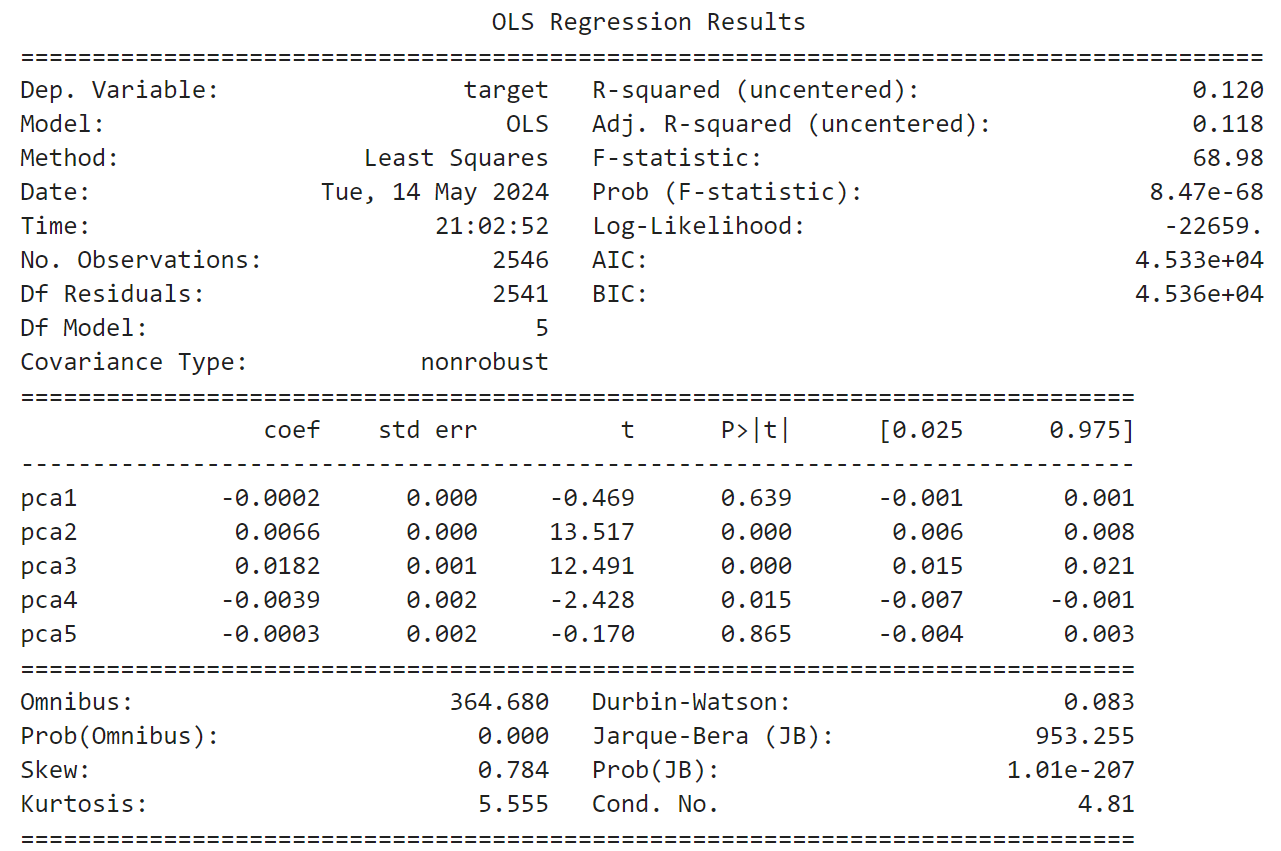 OLS Regression Results
==============================================================================
Dep. Variable: target R-squared (uncentered): 0.120
Model: OLS Adj. R-squared (uncentered): 0.118
Method: Least Squares F-statistic: 68.98
Date: Tue, 14 May 2024 Prob (F-statistic): 8.47e-68
Time: 21:02:52 Log-Likelihood: -22659.
No. Observations: 2546 AIC: 4.533e+04
Df Residuals: 2541 BIC: 4.536e+04
Df Model: 5
Covariance Type: nonrobust
==============================================================================
coef std err t P>|t| [0.025 0.975]
------------------------------------------------------------------------------
pca1 -0.0002 0.000 -0.469 0.639 -0.001 0.001
pca2 0.0066 0.000 13.517 0.000 0.006 0.008
pca3 0.0182 0.001 12.491 0.000 0.015 0.021
pca4 -0.0039 0.002 -2.428 0.015 -0.007 -0.001
pca5 -0.0003 0.002 -0.170 0.865 -0.004 0.003
==============================================================================
Omnibus: 364.680 Durbin-Watson: 0.083
Prob(Omnibus): 0.000 Jarque-Bera (JB): 953.255
Skew: 0.784 Prob(JB): 1.01e-207
Kurtosis: 5.555 Cond. No. 4.81
==============================================================================